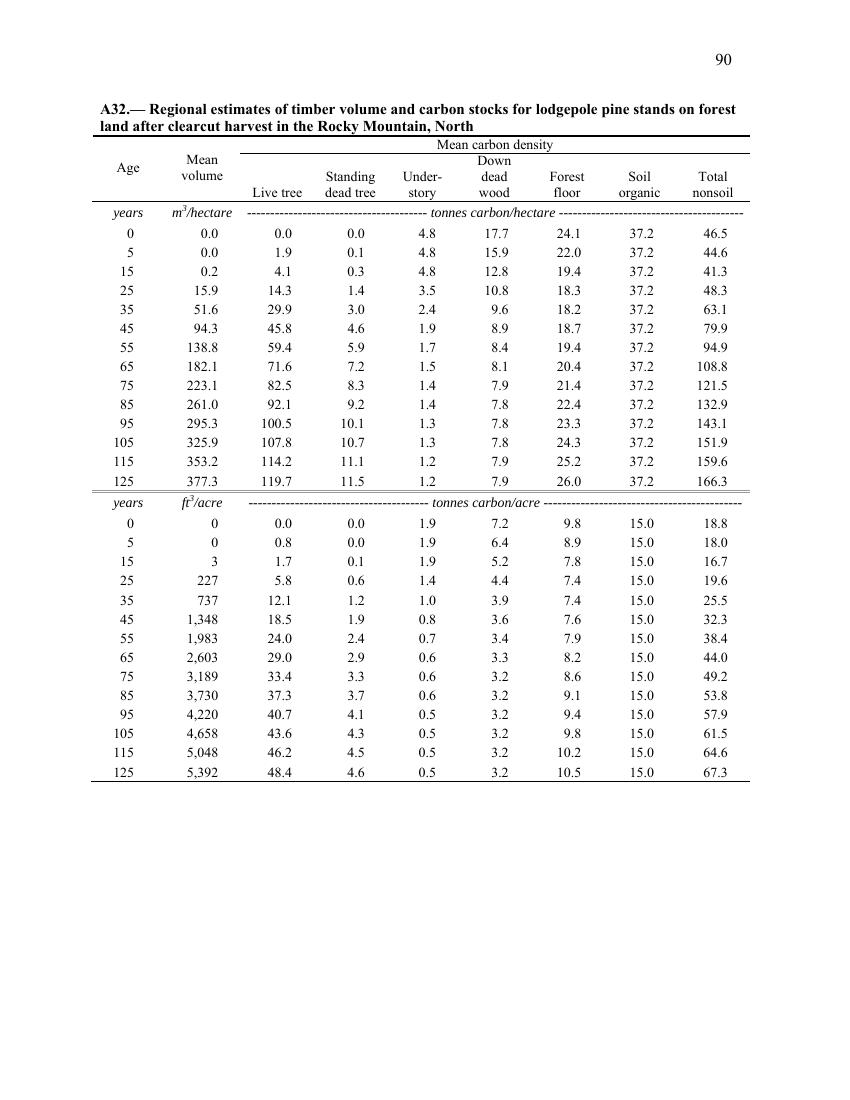 90
A32.— Regional estimates of timber volume and carbon stocks for lodgepole pine stands on forest
land after clearcut harvest in the Rocky Mountain, North
Mean carbon density
Age Mean volume Live tree Standing dead tree Under-story Down dead wood Forest floor Soil organic Total nonsoil
years m³/hectare --------------------------------------- tonnes carbon/hectare ----------------------------------------
0 0.0 0.0 0.0 4.8 17.7 24.1 37.2 46.5
5 0.0 1.9 0.1 4.8 15.9 22.0 37.2 44.6
15 0.2 4.1 0.3 4.8 12.8 19.4 37.2 41.3
25 15.9 14.3 1.4 3.5 10.8 18.3 37.2 48.3
35 51.6 29.9 3.0 2.4 9.6 18.2 37.2 63.1
45 94.3 45.8 4.6 1.9 8.9 18.7 37.2 79.9
55 138.8 59.4 5.9 1.7 8.4 19.4 37.2 94.9
65 182.1 71.6 7.2 1.5 8.1 20.4 37.2 108.8
75 223.1 82.5 8.3 1.4 7.9 21.4 37.2 121.5
85 261.0 92.1 9.2 1.4 7.8 22.4 37.2 132.9
95 295.3 100.5 10.1 1.3 7.8 23.3 37.2 143.1
105 325.9 107.8 10.7 1.3 7.8 24.3 37.2 151.9
115 353.2 114.2 11.1 1.2 7.9 25.2 37.2 159.6
125 377.3 119.7 11.5 1.2 7.9 26.0 37.2 166.3
years ft³/acre --------------------------------------- tonnes carbon/acre -------------------------------------------
0 0 0.0 0.0 1.9 7.2 9.8 15.0 18.8
5 0 0.8 0.0 1.9 6.4 8.9 15.0 18.0
15 3 1.7 0.1 1.9 5.2 7.8 15.0 16.7
25 227 5.8 0.6 1.4 4.4 7.4 15.0 19.6
35 737 12.1 1.2 1.0 3.9 7.4 15.0 25.5
45 1,348 18.5 1.9 0.8 3.6 7.6 15.0 32.3
55 1,983 24.0 2.4 0.7 3.4 7.9 15.0 38.4
65 2,603 29.0 2.9 0.6 3.3 8.2 15.0 44.0
75 3,189 33.4 3.3 0.6 3.2 8.6 15.0 49.2
85 3,730 37.3 3.7 0.6 3.2 9.1 15.0 53.8
95 4,220 40.7 4.1 0.5 3.2 9.4 15.0 57.9
105 4,658 43.6 4.3 0.5 3.2 9.8 15.0 61.5
115 5,048 46.2 4.5 0.5 3.2 10.2 15.0 64.6
125 5,392 48.4 4.6 0.5 3.2 10.5 15.0 67.3